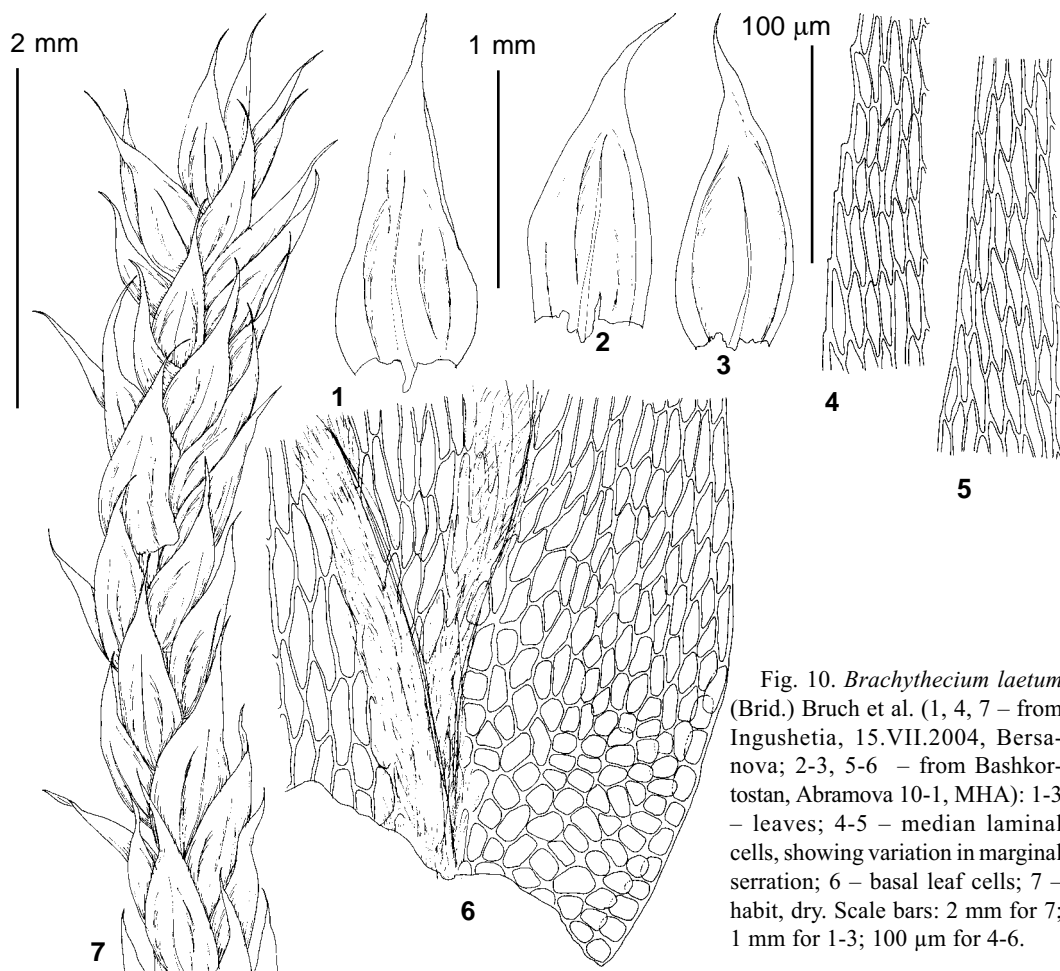 2 mm
1 mm
100 µm
1
2
3
4
5
6
7
Fig. 10. Brachythecium laetum
(Brid.) Bruch et al. (1, 4, 7 – from
Ingushetia, 15.VII.2004, Bersa-
nova; 2-3, 5-6 – from Bashkor-
tostan, Abramova 10-1, MHA): 1-3
– leaves; 4-5 – median laminal
cells, showing variation in marginal
serration; 6 – basal leaf cells; 7 –
habit, dry. Scale bars: 2 mm for 7;
1 mm for 1-3; 100 µm for 4-6.